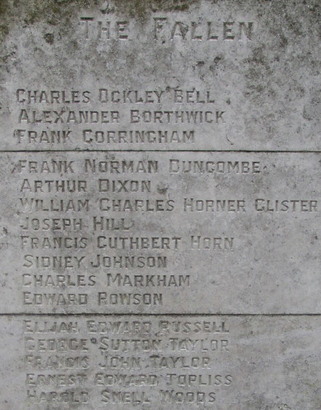 THE FALLEN
CHARLES OCKLEY BELL
ALEXANDER BORTHWICK
FRANK CORRINGHAM
FRANK NORMAN DUNCOMBE
ARTHUR DIXON
WILLIAM CHARLES HORNER GLISTER
JOSEPH HILL
FRANCIS CUTHBERT HORN
SIDNEY JOHNSON
CHARLES MARKHAM
EDWARD ROWSON
ELIJAH EDWARD RUSSELL
GEORGE SUTTON TAYLOR
FRANCIS JOHN TAYLOR
ERNEST EDWARD TOPLISS
HAROLD SNELL WOODS